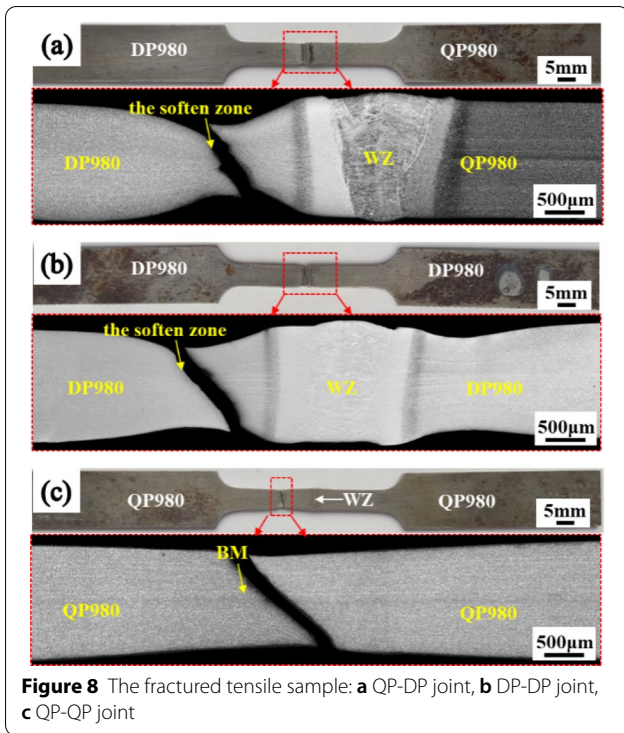 (a)
DP980
QP980
5mm
the soften zone
DP980
WZ
QP980
500μm
(b)
DP980
DP980
5mm
the soften zone
DP980
WZ
DP980
500μm
(c)
QP980
WZ
QP980
5mm
BM
QP980
QP980
500μm
Figure 8 The fractured tensile sample: a QP-DP joint, b DP-DP joint,
c QP-QP joint